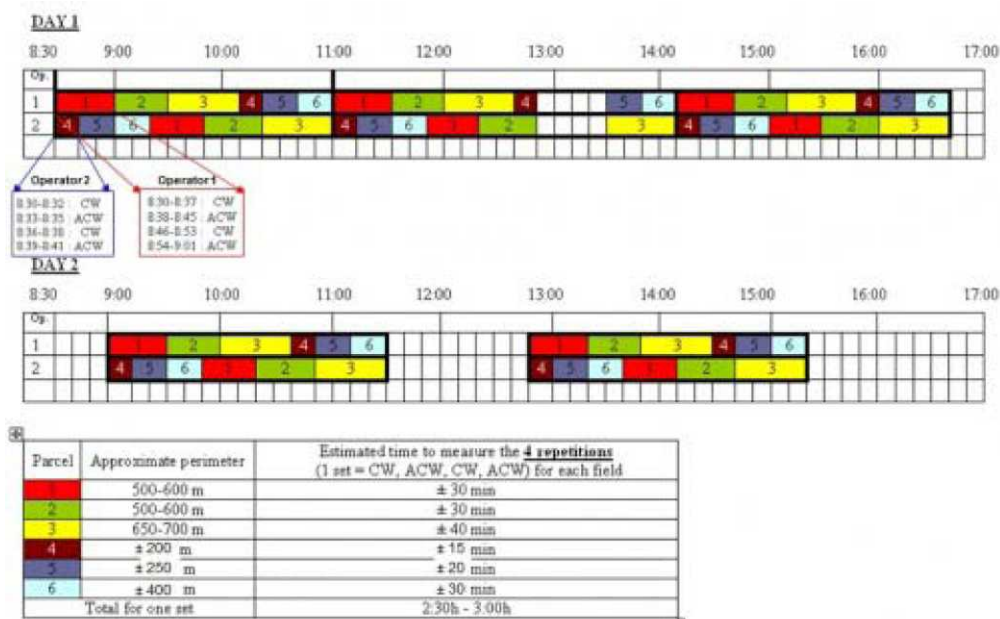 DAY 1
8:30 9:00 10:00 11:00 12:00 13:00 14:00 15:00 16:00 17:00
Op.
1 1 2 3 4 5 6 1 2 3 4 5 6 1 2 3 4 5 6
2 4 5 6 1 2 3 4 5 6 1 2 3 4 5 6 1 2 3
Operator2 Operator1
8:30-8:32 : CW 8:30-8:37 : CW
8:33-8:35 : ACW 8:38-8:45 : ACW
8:36-8:38 : CW 8:46-8:53 : CW
8:39-8:41 : ACW 8:54-9:01 : ACW
DAY 2
8:30 9:00 10:00 11:00 12:00 13:00 14:00 15:00 16:00 17:00
Op.
1 1 2 3 4 5 6 1 2 3 4 5 6
2 4 5 6 1 2 3 4 5 6 1 2 3
Parcel Approximate perimeter Estimated time to measure the 4 repetitions
(1 set = CW, ACW, CW, ACW) for each field
1 500-600 m ± 30 min
2 500-600 m ± 30 min
3 650-700 m ± 40 min
4 ± 200 m ± 15 min
5 ± 250 m ± 20 min
6 ± 400 m ± 30 min
Total for one set 2:30h - 3:00h